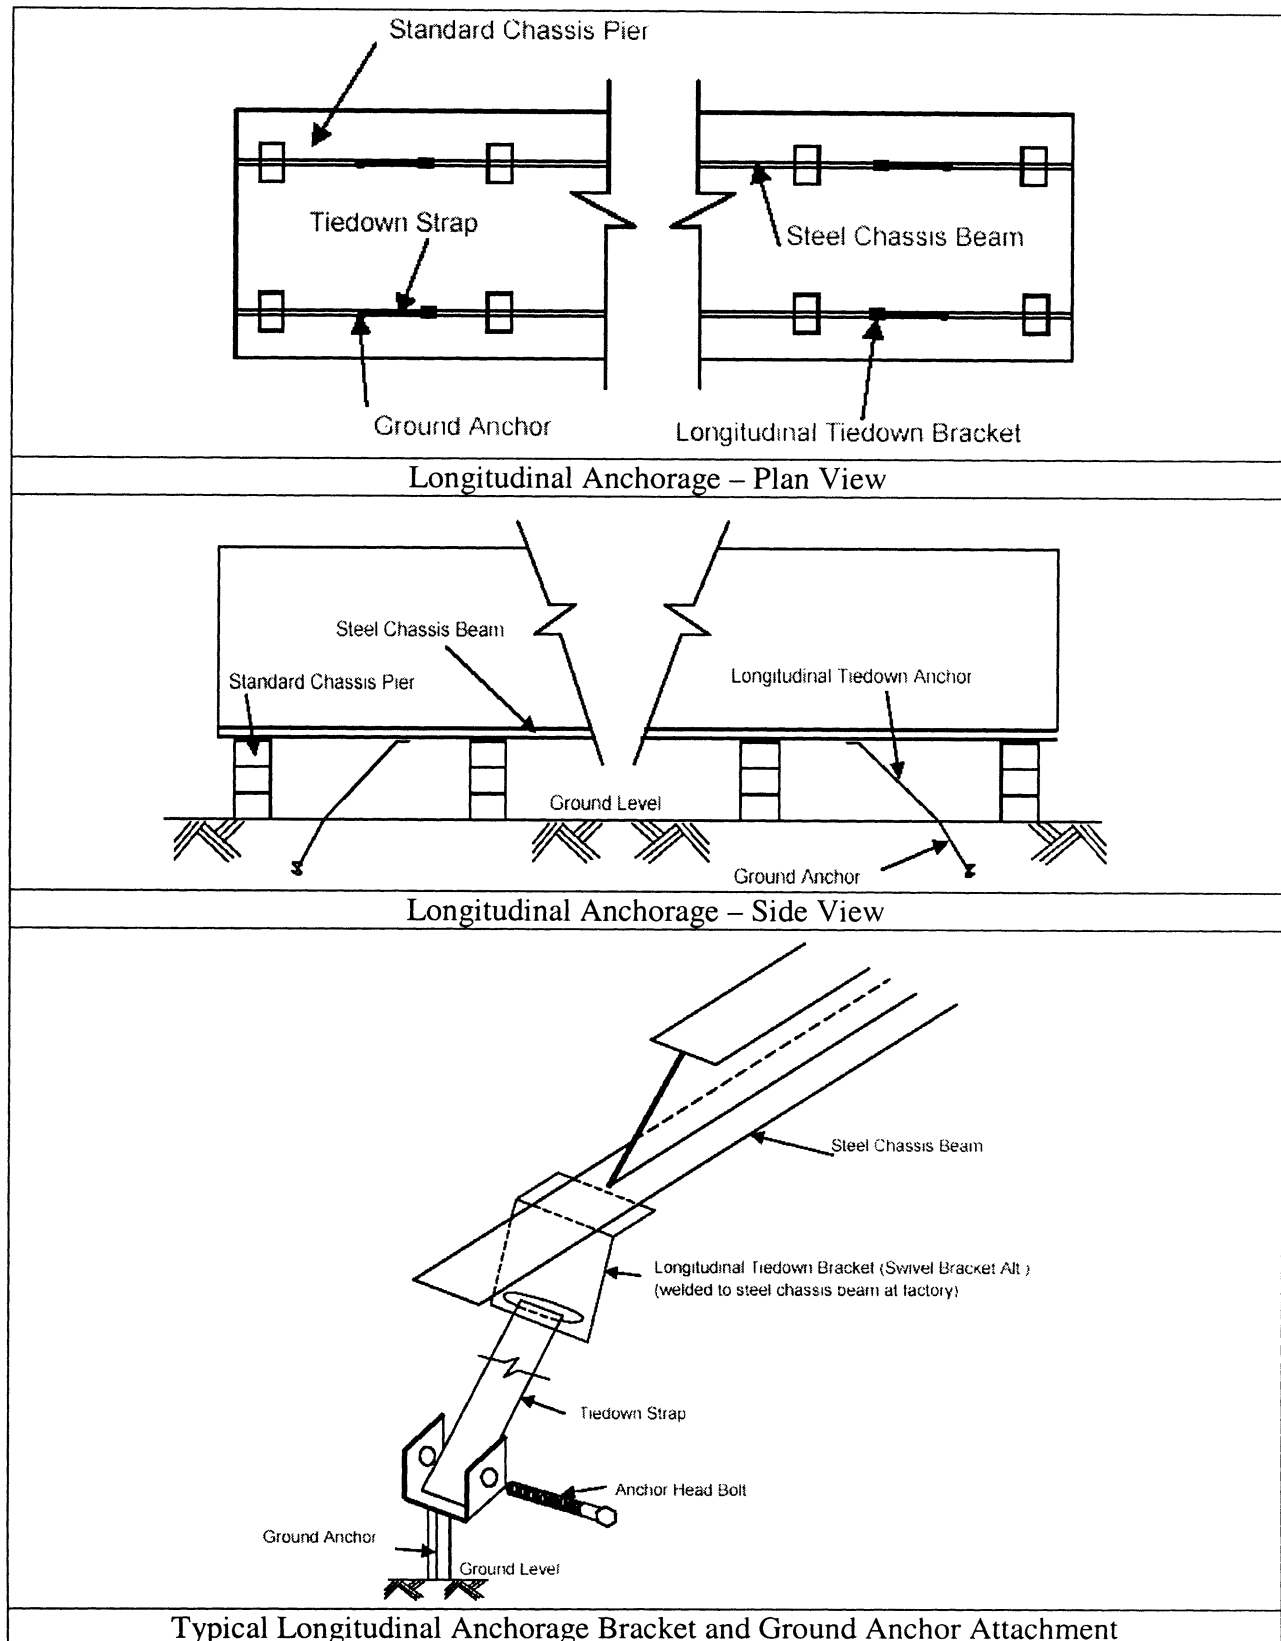 Standard Chassis Pier
Tiedown Strap
Steel Chassis Beam
Ground Anchor
Longitudinal Tiedown Bracket
Longitudinal Anchorage – Plan View
Steel Chassis Beam
Standard Chassis Pier
Longitudinal Tiedown Anchor
Ground Level
Ground Anchor
Longitudinal Anchorage – Side View
Steel Chassis Beam
Longitudinal Tiedown Bracket (Swivel Bracket Alt )
(welded to steel chassis beam at factory)
Tiedown Strap
Anchor Head Bolt
Ground Anchor
Ground Level
Typical Longitudinal Anchorage Bracket and Ground Anchor Attachment